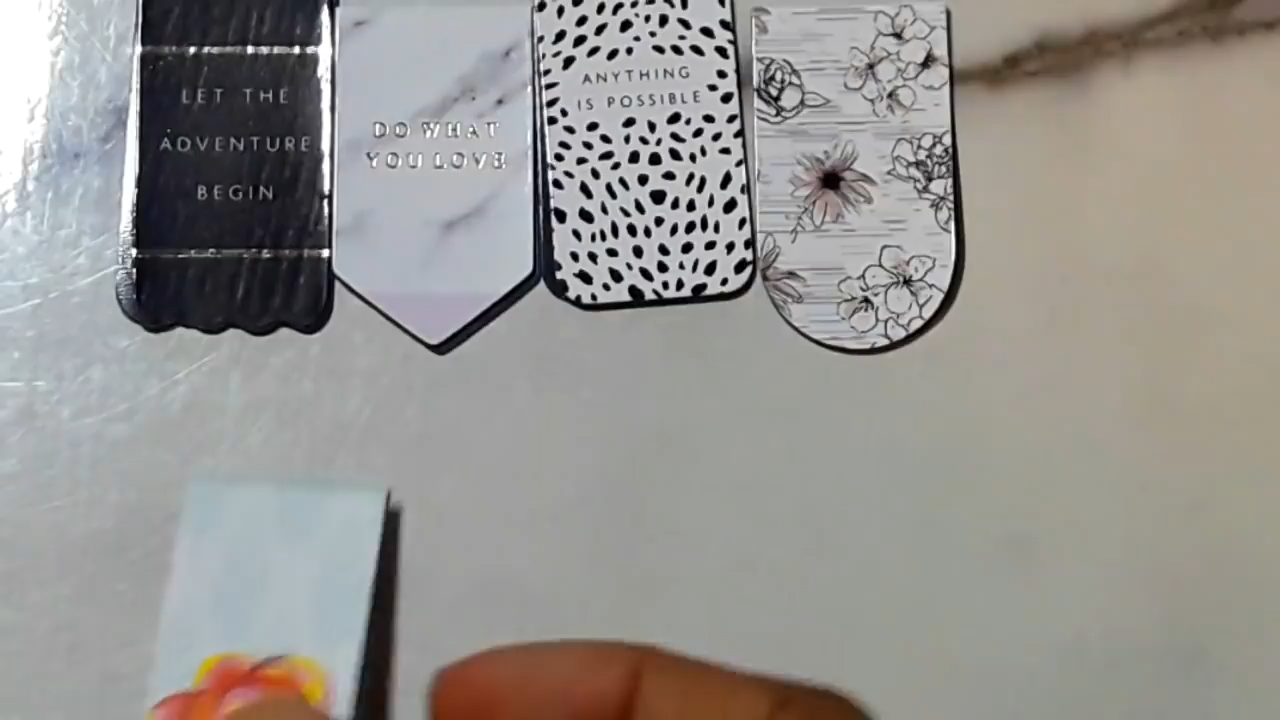 LET THE
ADVENTURE
BEGIN
DO WHAT
YOU LOVE
ANYTHING
IS POSSIBLE